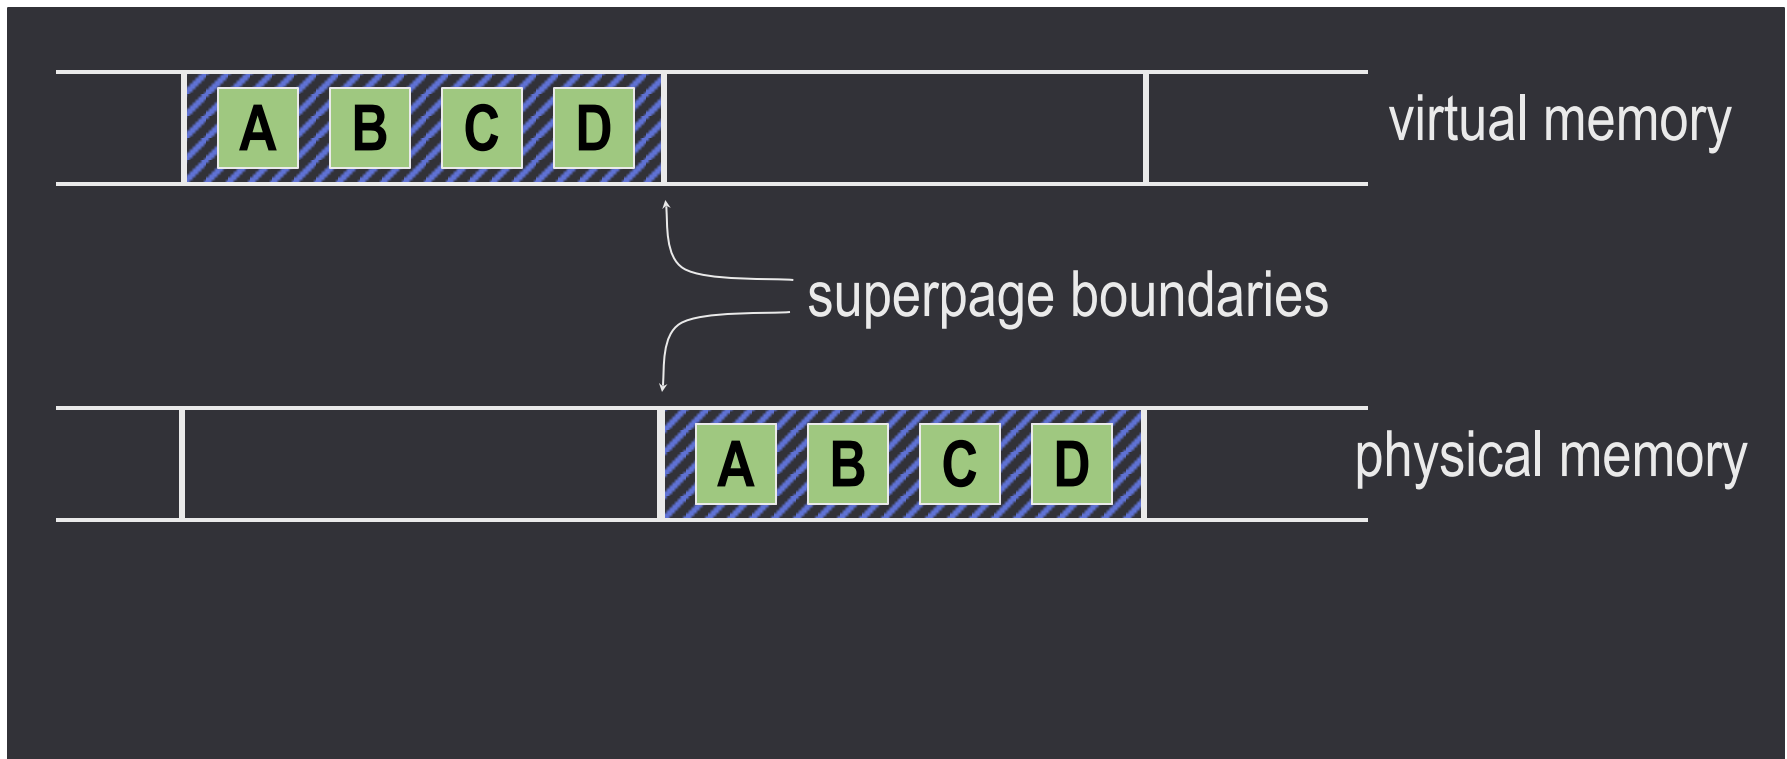 A B C D
virtual memory
superpage boundaries
A B C D
physical memory